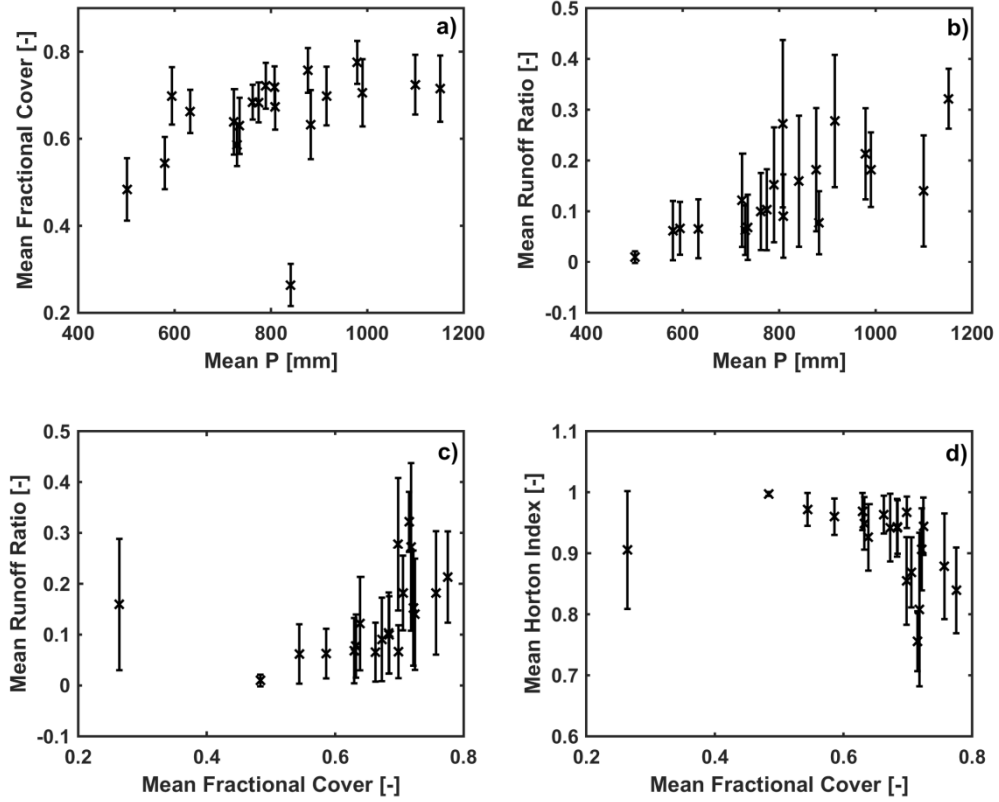 a)
Mean Fractional Cover [-]
0.8
0.6
0.4
0.2
400 600 800 1000 1200
Mean P [mm]
b)
Mean Runoff Ratio [-]
0.5
0.4
0.3
0.2
0.1
0
-0.1
400 600 800 1000 1200
Mean P [mm]
c)
Mean Runoff Ratio [-]
0.5
0.4
0.3
0.2
0.1
0
-0.1
0.2 0.4 0.6 0.8
Mean Fractional Cover [-]
d)
Mean Horton Index [-]
1.1
1
0.9
0.8
0.7
0.6
0.2 0.4 0.6 0.8
Mean Fractional Cover [-]